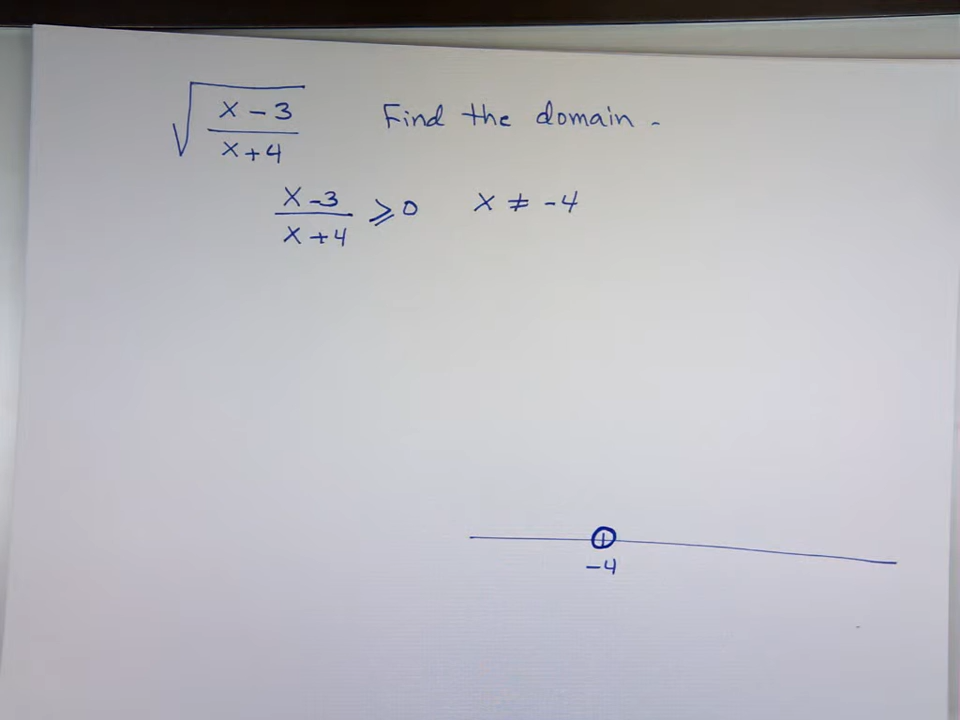 √((x-3)/(x+4)) Find the domain.
(x-3)/(x+4) ⩾ 0 x ≠ -4
-4